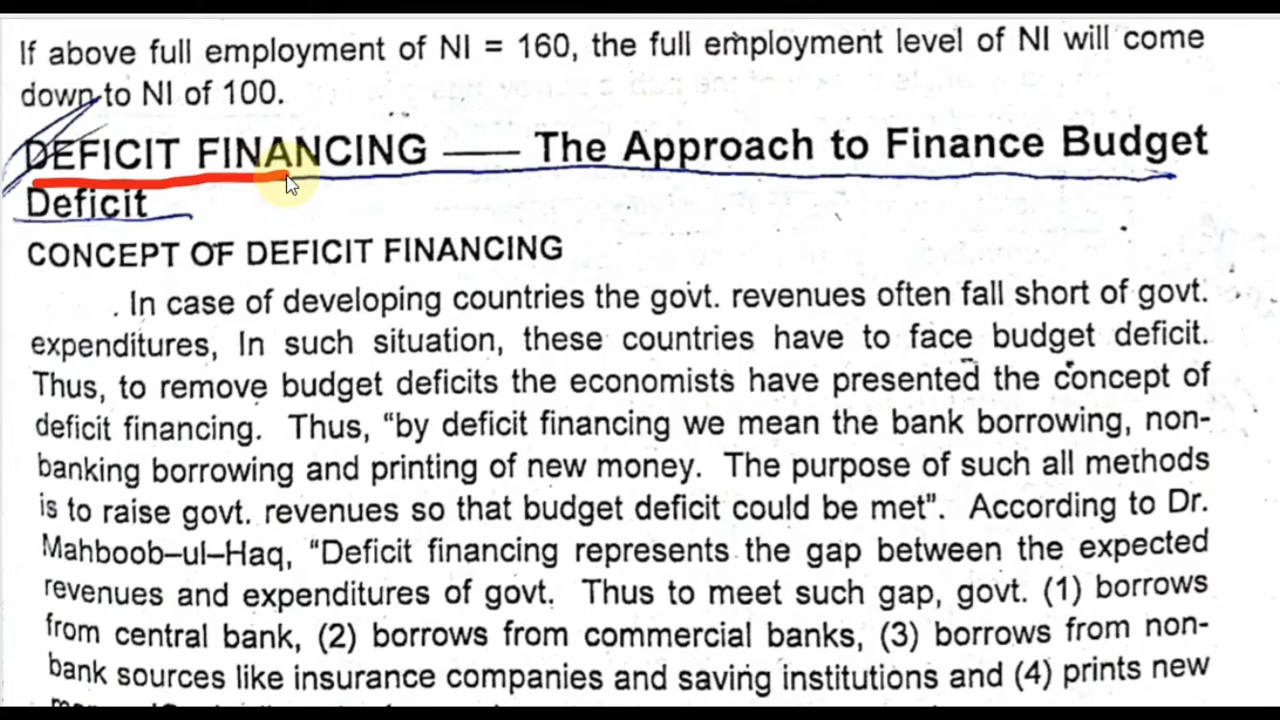 If above full employment of NI = 160, the full employment level of NI will come
down to NI of 100.
DEFICIT FINANCING —— The Approach to Finance Budget
Deficit
CONCEPT OF DEFICIT FINANCING
. In case of developing countries the govt. revenues often fall short of govt.
expenditures, In such situation, these countries have to face budget deficit.
Thus, to remove budget deficits the economists have presented the concept of
deficit financing. Thus, "by deficit financing we mean the bank borrowing, non-
banking borrowing and printing of new money. The purpose of such all methods
is to raise govt. revenues so that budget deficit could be met". According to Dr.
Mahboob–ul–Haq, "Deficit financing represents the gap between the expected
revenues and expenditures of govt. Thus to meet such gap, govt. (1) borrows
from central bank, (2) borrows from commercial banks, (3) borrows from non-
bank sources like insurance companies and saving institutions and (4) prints new